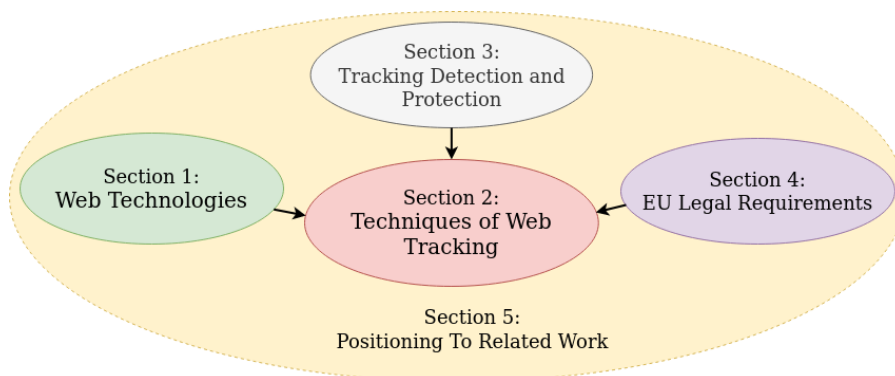 Section 3:
Tracking Detection and
Protection
Section 1:
Web Technologies
Section 2:
Techniques of Web
Tracking
Section 4:
EU Legal Requirements
Section 5:
Positioning To Related Work